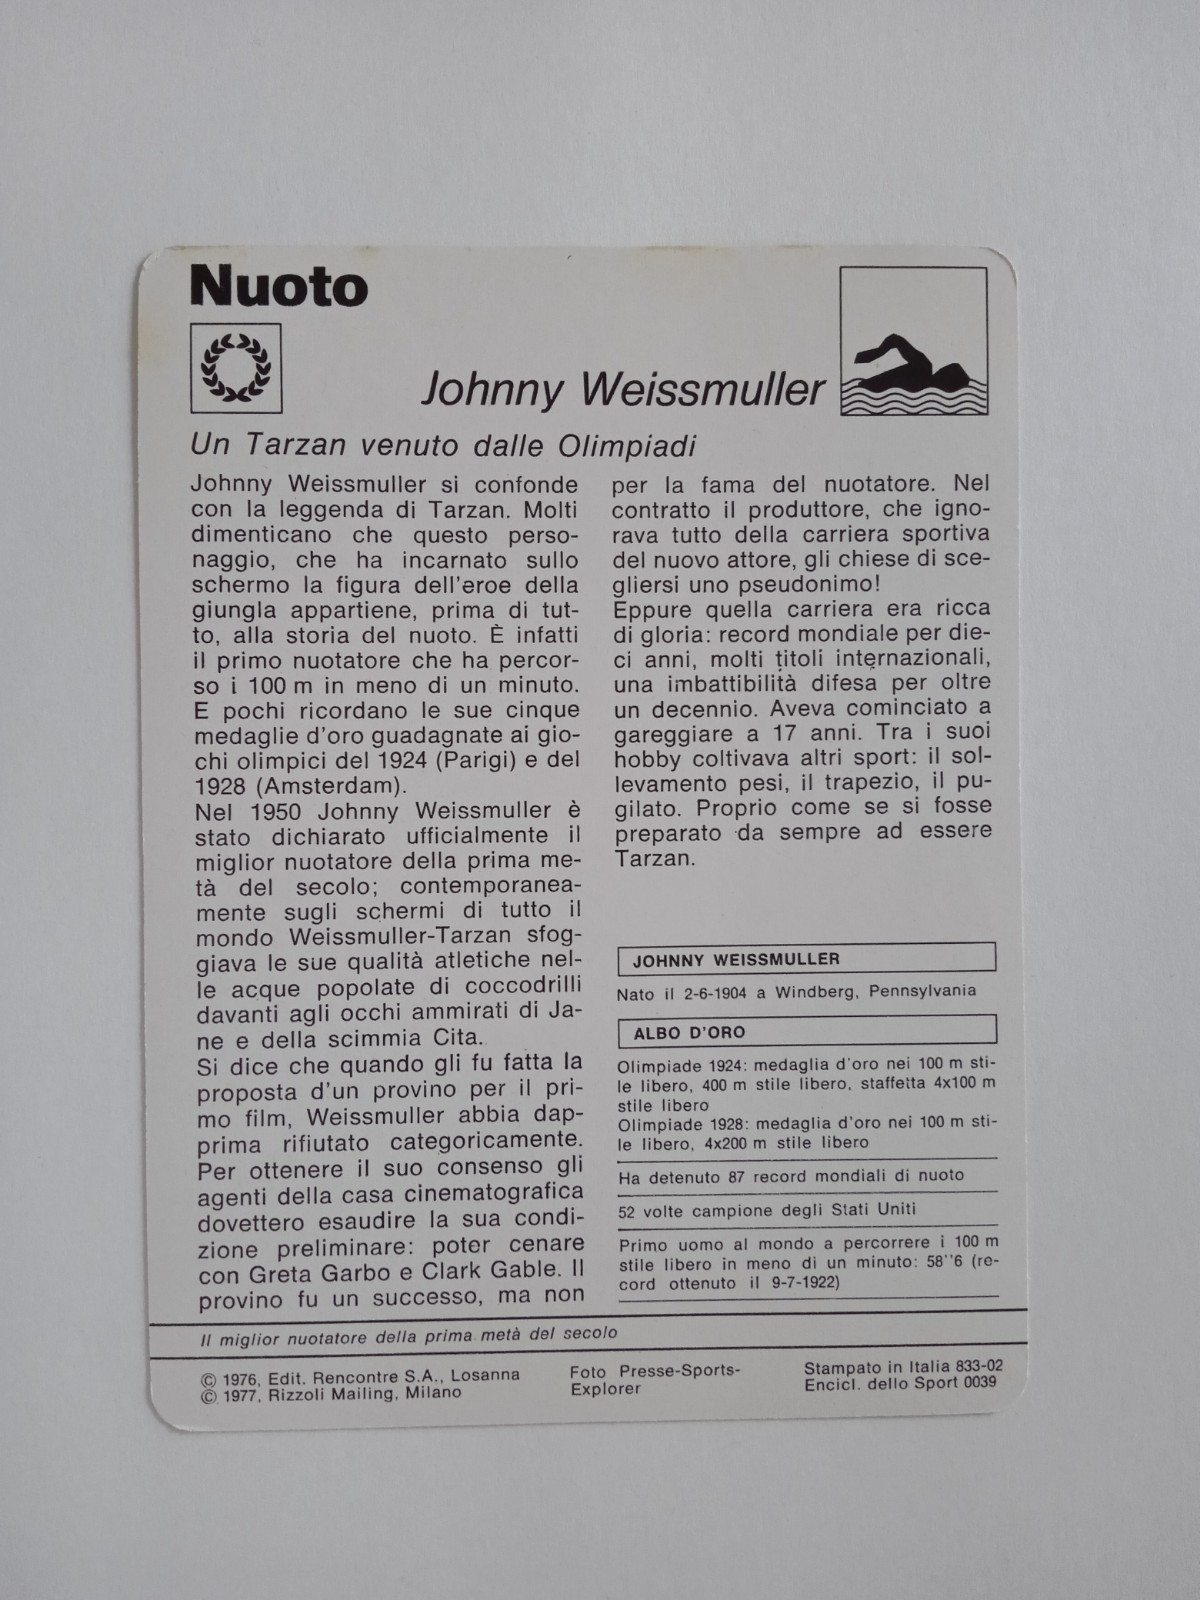 Nuoto
Johnny Weissmuller
Un Tarzan venuto dalle Olimpiadi
Johnny Weissmuller si confonde
con la leggenda di Tarzan. Molti
dimenticano che questo perso-
naggio, che ha incarnato sullo
schermo la figura dell'eroe della
giungla appartiene, prima di tut-
to, alla storia del nuoto. È infatti
il primo nuotatore che ha percor-
so i 100 m in meno di un minuto.
E pochi ricordano le sue cinque
medaglie d'oro guadagnate ai gio-
chi olimpici del 1924 (Parigi) e del
1928 (Amsterdam).
Nel 1950 Johnny Weissmuller è
stato dichiarato ufficialmente il
miglior nuotatore della prima me-
tà del secolo; contemporanea-
mente sugli schermi di tutto il
mondo Weissmuller-Tarzan sfog-
giava le sue qualità atletiche nel-
le acque popolate di coccodrilli
davanti agli occhi ammirati di Ja-
ne e della scimmia Cita.
Si dice che quando gli fu fatta la
proposta d'un provino per il pri-
mo film, Weissmuller abbia dap-
prima rifiutato categoricamente.
Per ottenere il suo consenso gli
agenti della casa cinematografica
dovettero esaudire la sua condi-
zione preliminare: poter cenare
con Greta Garbo e Clark Gable. Il
provino fu un successo, ma non
per la fama del nuotatore. Nel
contratto il produttore, che igno-
rava tutto della carriera sportiva
del nuovo attore, gli chiese di sce-
gliersi uno pseudonimo!
Eppure quella carriera era ricca
di gloria: record mondiale per die-
ci anni, molti titoli internazionali,
una imbattibilità difesa per oltre
un decennio. Aveva cominciato a
gareggiare a 17 anni. Tra i suoi
hobby coltivava altri sport: il sol-
levamento pesi, il trapezio, il pu-
gilato. Proprio come se si fosse
preparato da sempre ad essere
Tarzan.
JOHNNY WEISSMULLER
Nato il 2-6-1904 a Windberg, Pennsylvania
ALBO D'ORO
Olimpiade 1924: medaglia d'oro nei 100 m sti-
le libero, 400 m stile libero, staffetta 4x100 m
stile libero
Olimpiade 1928: medaglia d'oro nei 100 m sti-
le libero, 4x200 m stile libero
Ha detenuto 87 record mondiali di nuoto
52 volte campione degli Stati Uniti
Primo uomo al mondo a percorrere i 100 m
stile libero in meno di un minuto: 58''6 (re-
cord ottenuto il 9-7-1922)
Il miglior nuotatore della prima metà del secolo
© 1976, Edit. Rencontre S.A., Losanna
© 1977, Rizzoli Mailing, Milano
Foto Presse-Sports-
Explorer
Stampato in Italia 833-02
Encicl. dello Sport 0039